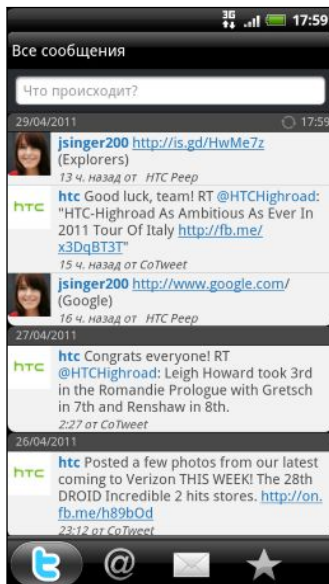 3G 17:59
Все сообщения
Что происходит?
29/04/2011 17:59
jsinger200 http://is.gd/HwMe7z
(Explorers)
13 ч. назад от HTC Peep
htc
htc Good luck, team! RT @HTCHighroad:
"HTC-Highroad As Ambitious As Ever In
2011 Tour Of Italy http://fb.me/
x3DqBT3T"
15 ч. назад от CoTweet
jsinger200 http://www.google.com/
(Google)
16 ч. назад от HTC Peep
27/04/2011
htc
htc Congrats everyone! RT
@HTCHighroad: Leigh Howard took 3rd
in the Romandie Prologue with Gretsch
in 7th and Renshaw in 8th.
2:27 от CoTweet
26/04/2011
htc
htc Posted a few photos from our latest
coming to Verizon THIS WEEK! The 28th
DROID Incredible 2 hits stores. http://on.
fb.me/h89bOd
23:12 от CoTweet
@